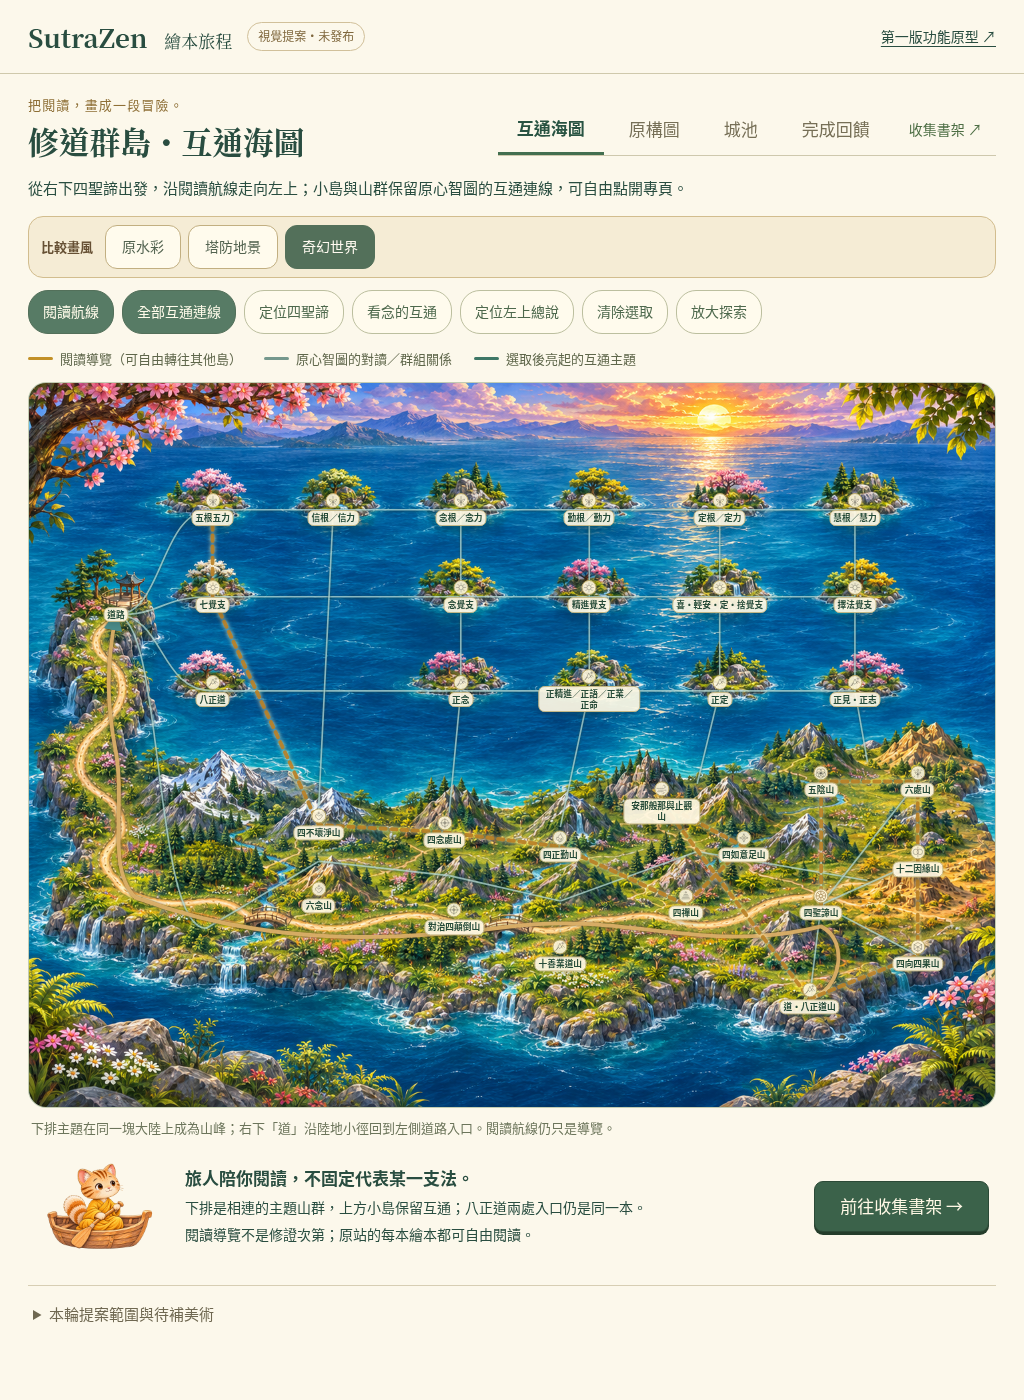 SutraZen 繪本旅程 視覺提案・未發布 第一版功能原型 ↗
把閱讀，畫成一段冒險。
修道群島・互通海圖
互通海圖 原構圖 城池 完成回饋 收集書架 ↗
從右下四聖諦出發，沿閱讀航線走向左上；小島與山群保留原心智圖的互通連線，可自由點開專頁。
比較畫風 原水彩 塔防地景 奇幻世界
閱讀航線 全部互通連線 定位四聖諦 看念的互通 定位左上總說 清除選取 放大探索
閱讀導覽（可自由轉往其他島） 原心智圖的對讀／群組關係 選取後亮起的互通主題
五根五力 信根／信力 念根／念力 勤根／勤力 定根／定力 慧根／慧力
道路 七覺支 念覺支 精進覺支 喜・輕安・定・捨覺支 擇法覺支
八正道 正念 正精進／正語／正業／
正命 正定 正見・正志
五陰山 六處山
安那般那與止觀
山
四不壞淨山 四念處山 四正勤山 四如意足山 十二因緣山
六念山 對治四顛倒山 四禪山 四聖諦山
十善業道山 四向四果山
道・八正道山
下排主題在同一塊大陸上成為山峰；右下「道」沿陸地小徑回到左側道路入口。閱讀航線仍只是導覽。
旅人陪你閱讀，不固定代表某一支法。
下排是相連的主題山群，上方小島保留互通；八正道兩處入口仍是同一本。
閱讀導覽不是修證次第；原站的每本繪本都可自由閱讀。
前往收集書架 →
▶ 本輪提案範圍與待補美術